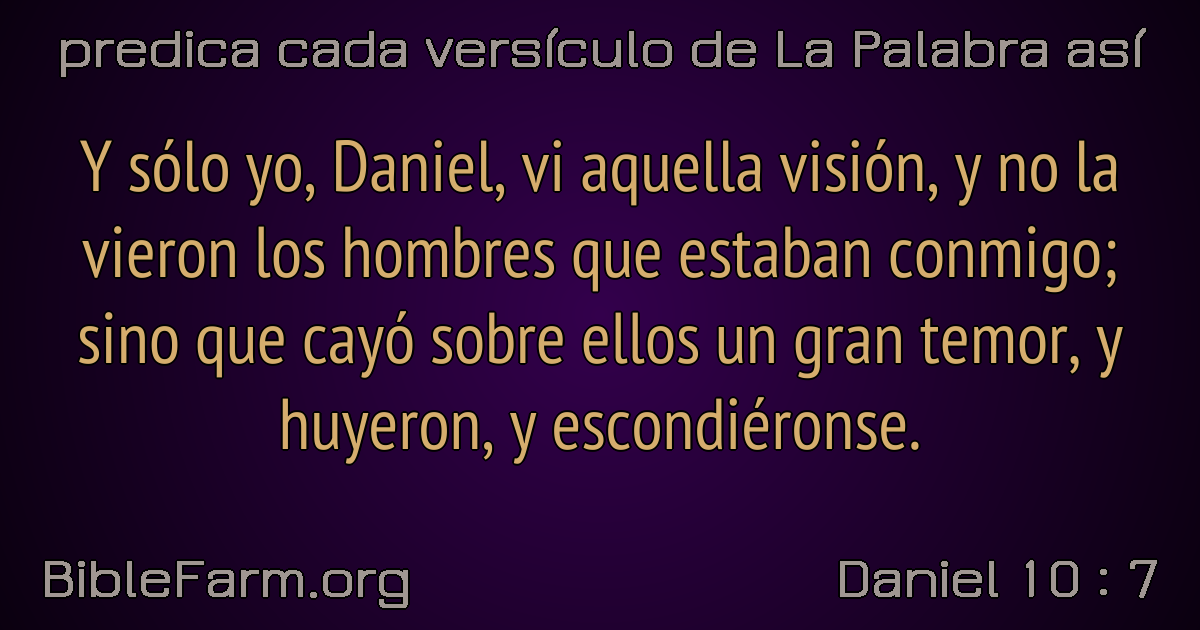 predica cada versículo de La Palabra así
Y sólo yo, Daniel, vi aquella visión, y no la
vieron los hombres que estaban conmigo;
sino que cayó sobre ellos un gran temor, y
huyeron, y escondiéronse.
BibleFarm.org
Daniel 10 : 7